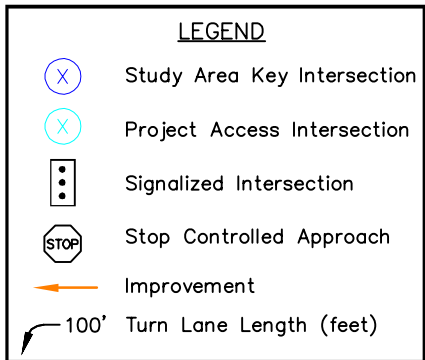 LEGEND
X Study Area Key Intersection
X Project Access Intersection
Signalized Intersection
STOP Stop Controlled Approach
Improvement
100' Turn Lane Length (feet)